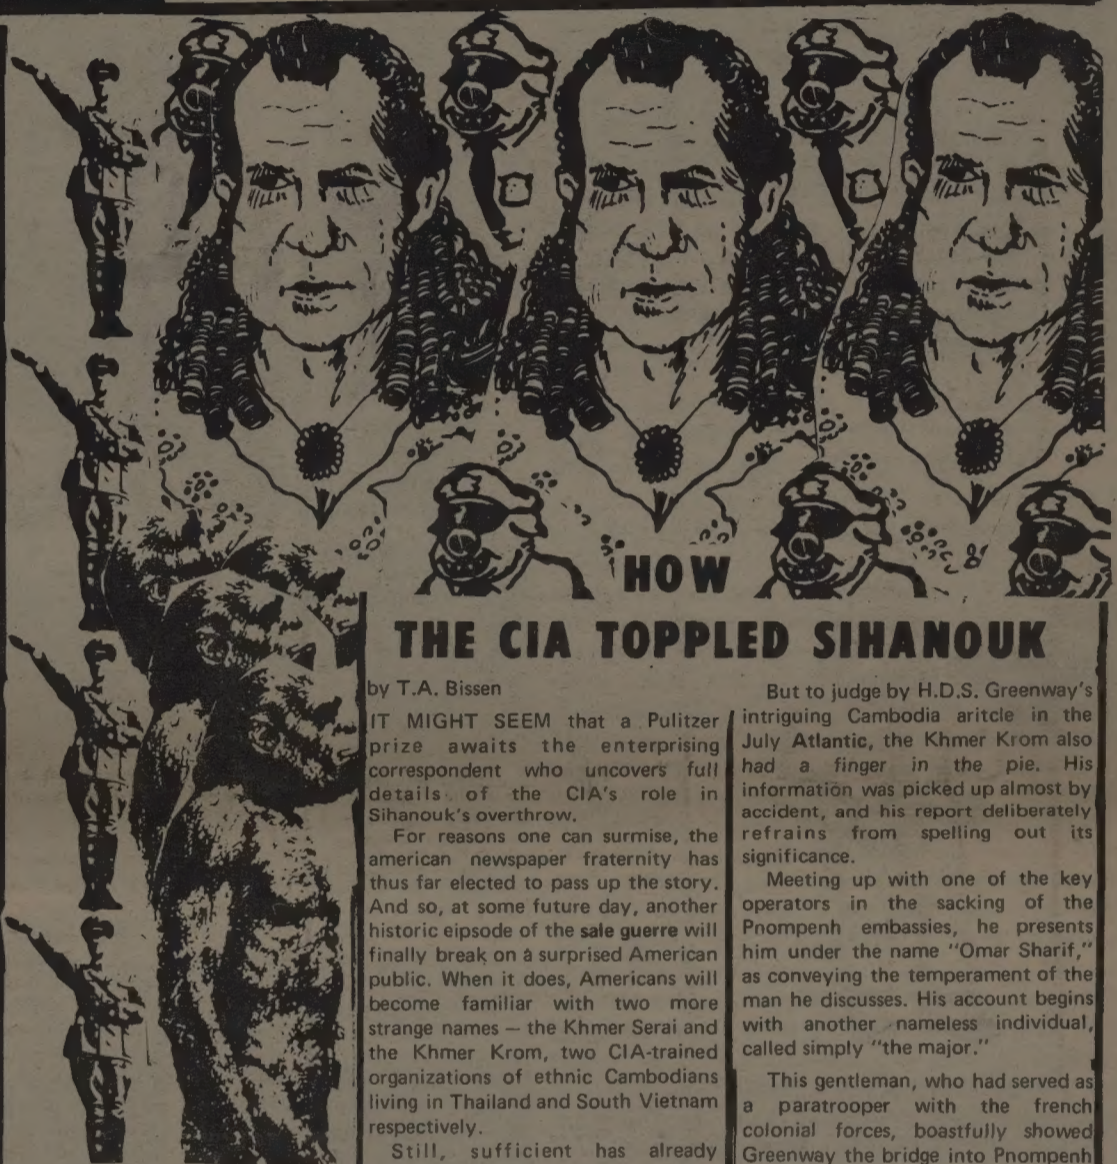 HOW
THE CIA TOPPLED SIHANOUK
by T.A. Bissen
IT MIGHT SEEM that a Pulitzer
prize awaits the enterprising
correspondent who uncovers full
details of the CIA's role in
Sihanouk's overthrow.
For reasons one can surmise, the
american newspaper fraternity has
thus far elected to pass up the story.
And so, at some future day, another
historic eipsode of the sale guerre will
finally break on a surprised American
public. When it does, Americans will
become familiar with two more
strange names — the Khmer Serai and
the Khmer Krom, two CIA-trained
organizations of ethnic Cambodians
living in Thailand and South Vietnam
respectively.
Still, sufficient has already
But to judge by H.D.S. Greenway's
intriguing Cambodia aritcle in the
July Atlantic, the Khmer Krom also
had a finger in the pie. His
information was picked up almost by
accident, and his report deliberately
refrains from spelling out its
significance.
Meeting up with one of the key
operators in the sacking of the
Pnompenh embassies, he presents
him under the name "Omar Sharif,"
as conveying the temperament of the
man he discusses. His account begins
with another nameless individual,
called simply "the major."
This gentleman, who had served as
a paratrooper with the french
colonial forces, boastfully showed
Greenway the bridge into Pnompenh